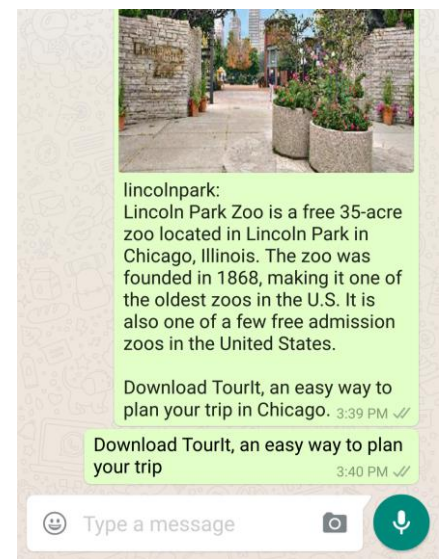 lincolnpark:
Lincoln Park Zoo is a free 35-acre
zoo located in Lincoln Park in
Chicago, Illinois. The zoo was
founded in 1868, making it one of
the oldest zoos in the U.S. It is
also one of a few free admission
zoos in the United States.
Download TourIt, an easy way to
plan your trip in Chicago. 3:39 PM
Download TourIt, an easy way to plan
your trip 3:40 PM
Type a message